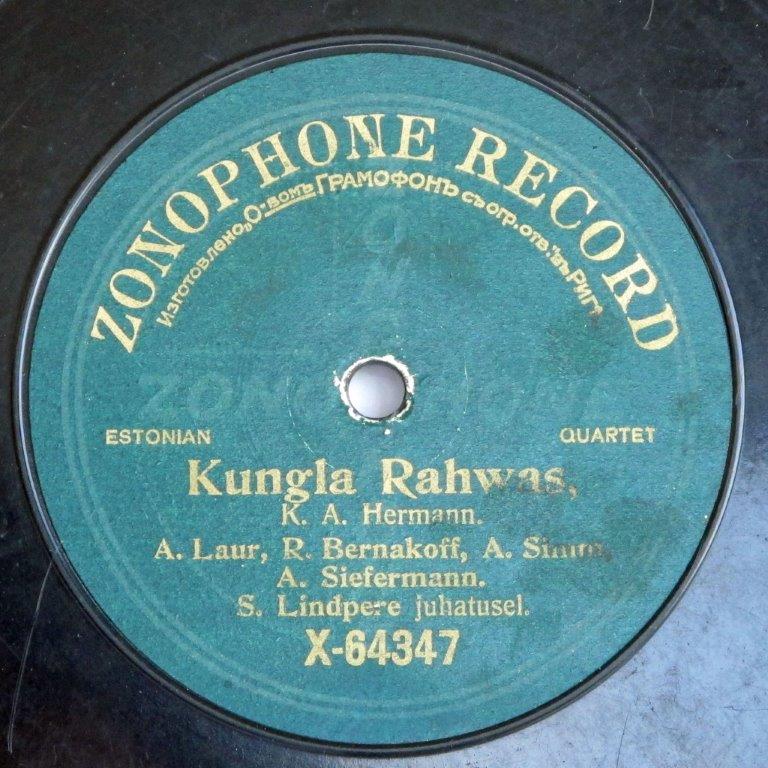 ZONOPHONE RECORD
Изготовлено „О-вомъ ГРАМОФОНЪ съ огр. отв.“ въ Ригѣ
ESTONIAN QUARTET
Kungla Rahwas,
K. A. Hermann.
A. Laur, R. Bernakoff, A. Simm,
A. Siefermann.
S. Lindpere juhatusel.
X-64347